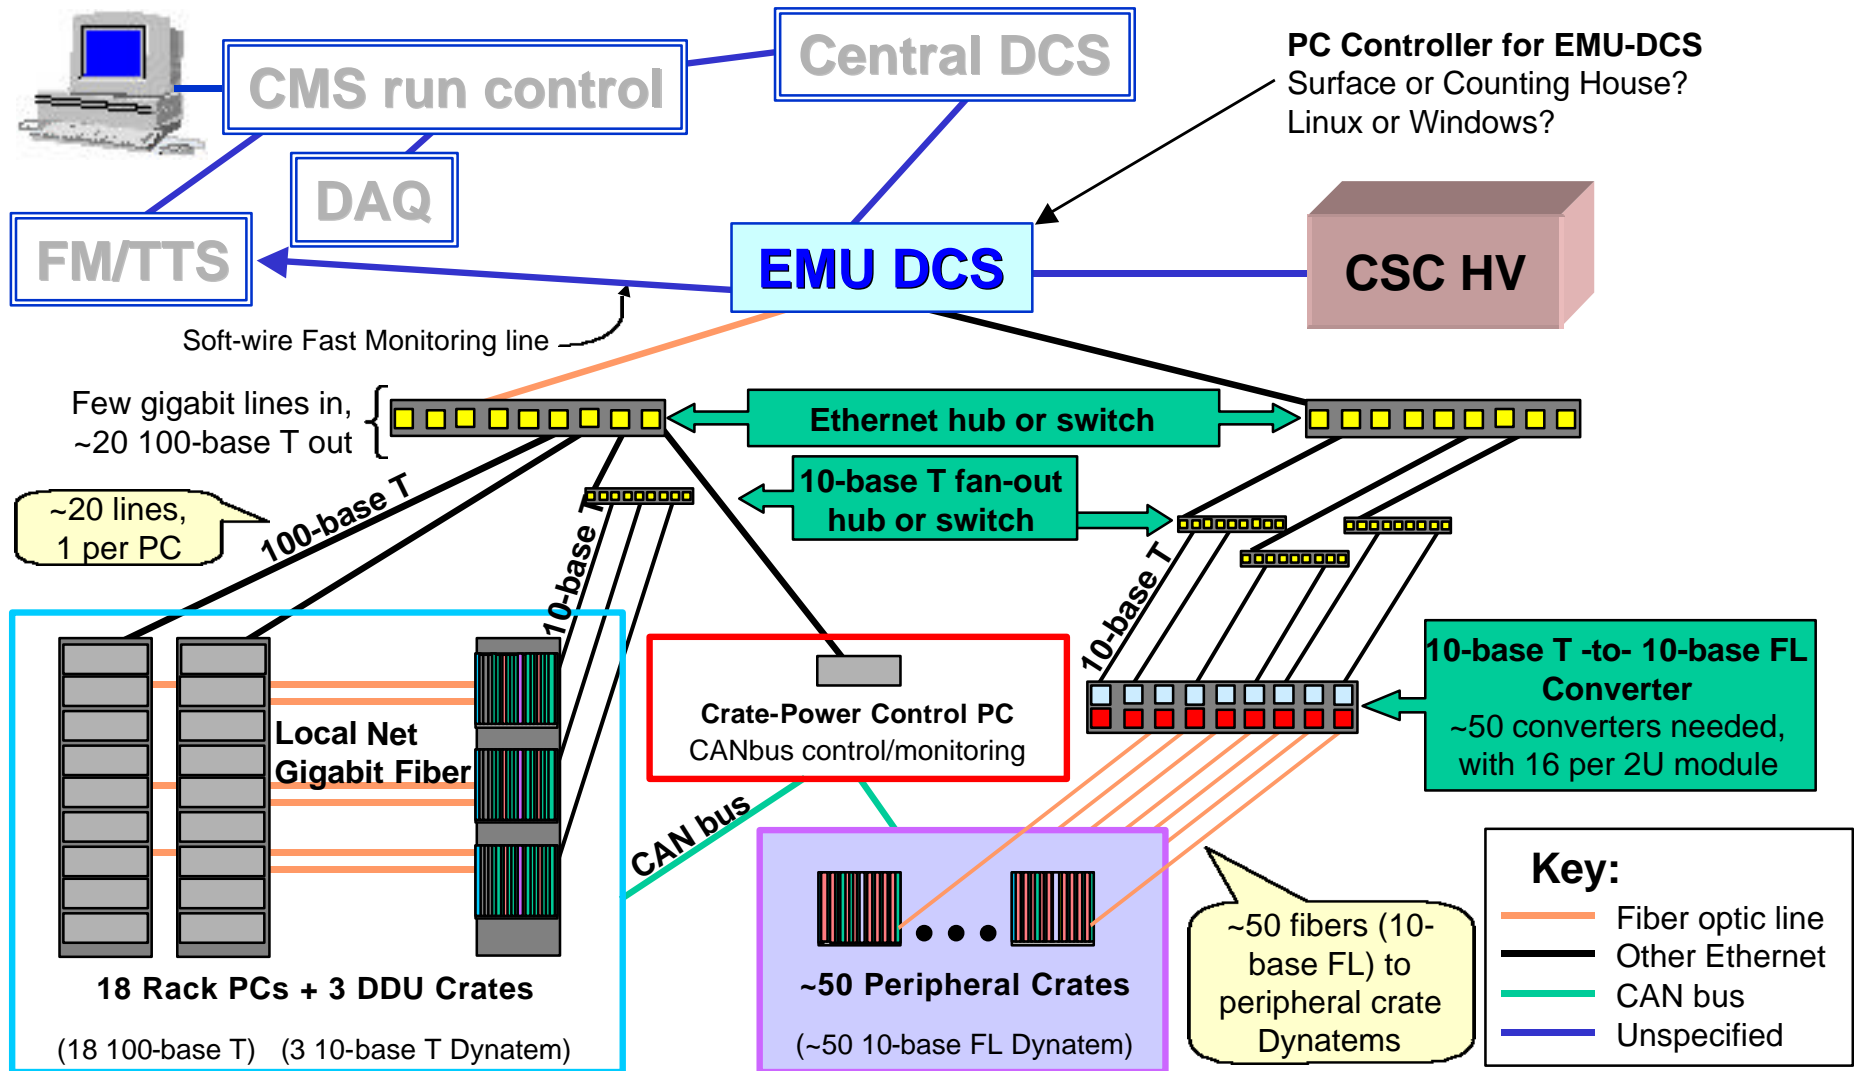 CMS run control
Central DCS
PC Controller for EMU-DCS
Surface or Counting House?
Linux or Windows?
DAQ
FM/TTS
EMU DCS
CSC HV
Soft-wire Fast Monitoring line
Few gigabit lines in,
~20 100-base T out
Ethernet hub or switch
10-base T fan-out
hub or switch
~20 lines,
1 per PC
100-base T
10-base T
10-base T
10-base T -to- 10-base FL
Converter
~50 converters needed,
with 16 per 2U module
Local Net
Gigabit Fiber
Crate-Power Control PC
CANbus control/monitoring
CAN bus
18 Rack PCs + 3 DDU Crates
(18 100-base T) (3 10-base T Dynatem)
~50 Peripheral Crates
(~50 10-base FL Dynatem)
~50 fibers (10-
base FL) to
peripheral crate
Dynatems
Key:
Fiber optic line
Other Ethernet
CAN bus
Unspecified